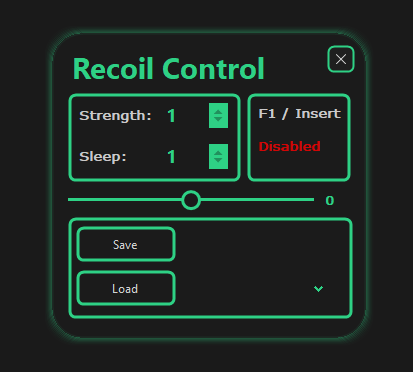 Recoil Control
Strength: 1
F1 / Insert
Disabled
Sleep: 1
0
Save
Load